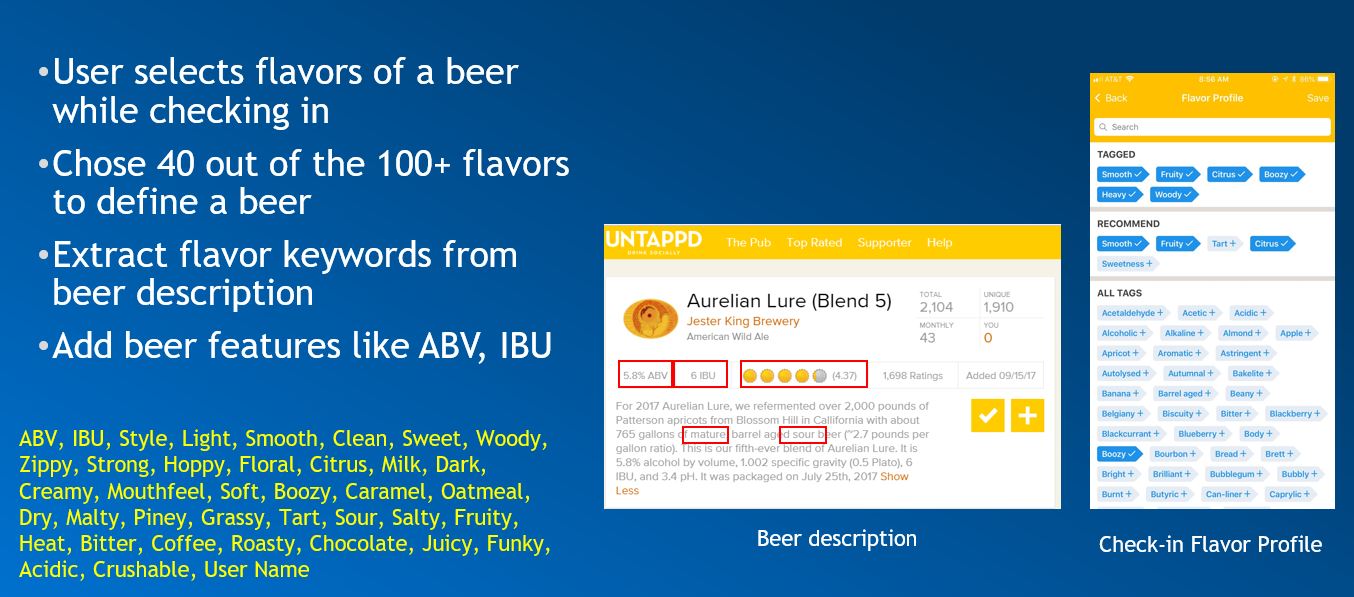 •User selects flavors of a beer
while checking in
•Chose 40 out of the 100+ flavors
to define a beer
•Extract flavor keywords from
beer description
•Add beer features like ABV, IBU
ABV, IBU, Style, Light, Smooth, Clean, Sweet, Woody,
Zippy, Strong, Hoppy, Floral, Citrus, Milk, Dark,
Creamy, Mouthfeel, Soft, Boozy, Caramel, Oatmeal,
Dry, Malty, Piney, Grassy, Tart, Sour, Salty, Fruity,
Heat, Bitter, Coffee, Roasty, Chocolate, Juicy, Funky,
Acidic, Crushable, User Name
UNTAPPD The Pub Top Rated Supporter Help
DRINK SOCIALLY
Aurelian Lure (Blend 5)
Jester King Brewery
American Wild Ale
TOTAL UNIQUE
2,104 1,910
MONTHLY YOU
43 0
5.8% ABV 6 IBU (4.37) 1,698 Ratings Added 09/15/17
For 2017 Aurelian Lure, we refermented over 2,000 pounds of
Patterson apricots from Blossom Hill in Callifornia with about
765 gallons of mature, barrel aged sour beer (~2.7 pounds per
gallon ratio). This is our fifth-ever blend of Aurelian Lure. It is
5.8% alcohol by volume, 1.002 specific gravity (0.5 Plato), 6
IBU, and 3.4 pH. It was packaged on July 25th, 2017 Show
Less
Beer description
AT&T 6:56 AM 86%
Back Flavor Profile Save
Search
TAGGED
Smooth ✓ Fruity ✓ Citrus ✓ Boozy ✓
Heavy ✓ Woody ✓
RECOMMEND
Smooth ✓ Fruity ✓ Tart + Citrus ✓
Sweetness +
ALL TAGS
Acetaldehyde + Acetic + Acidic +
Alcoholic + Alkaline + Almond + Apple +
Apricot + Aromatic + Astringent +
Autolysed + Autumnal + Bakelite +
Banana + Barrel aged + Beany +
Belgiany + Biscuity + Bitter + Blackberry +
Blackcurrant + Blueberry + Body +
Boozy ✓ Bourbon + Bread + Brett +
Bright + Brilliant + Bubblegum + Bubbly +
Burnt + Butyric + Can-liner + Caprylic +
Check-in Flavor Profile